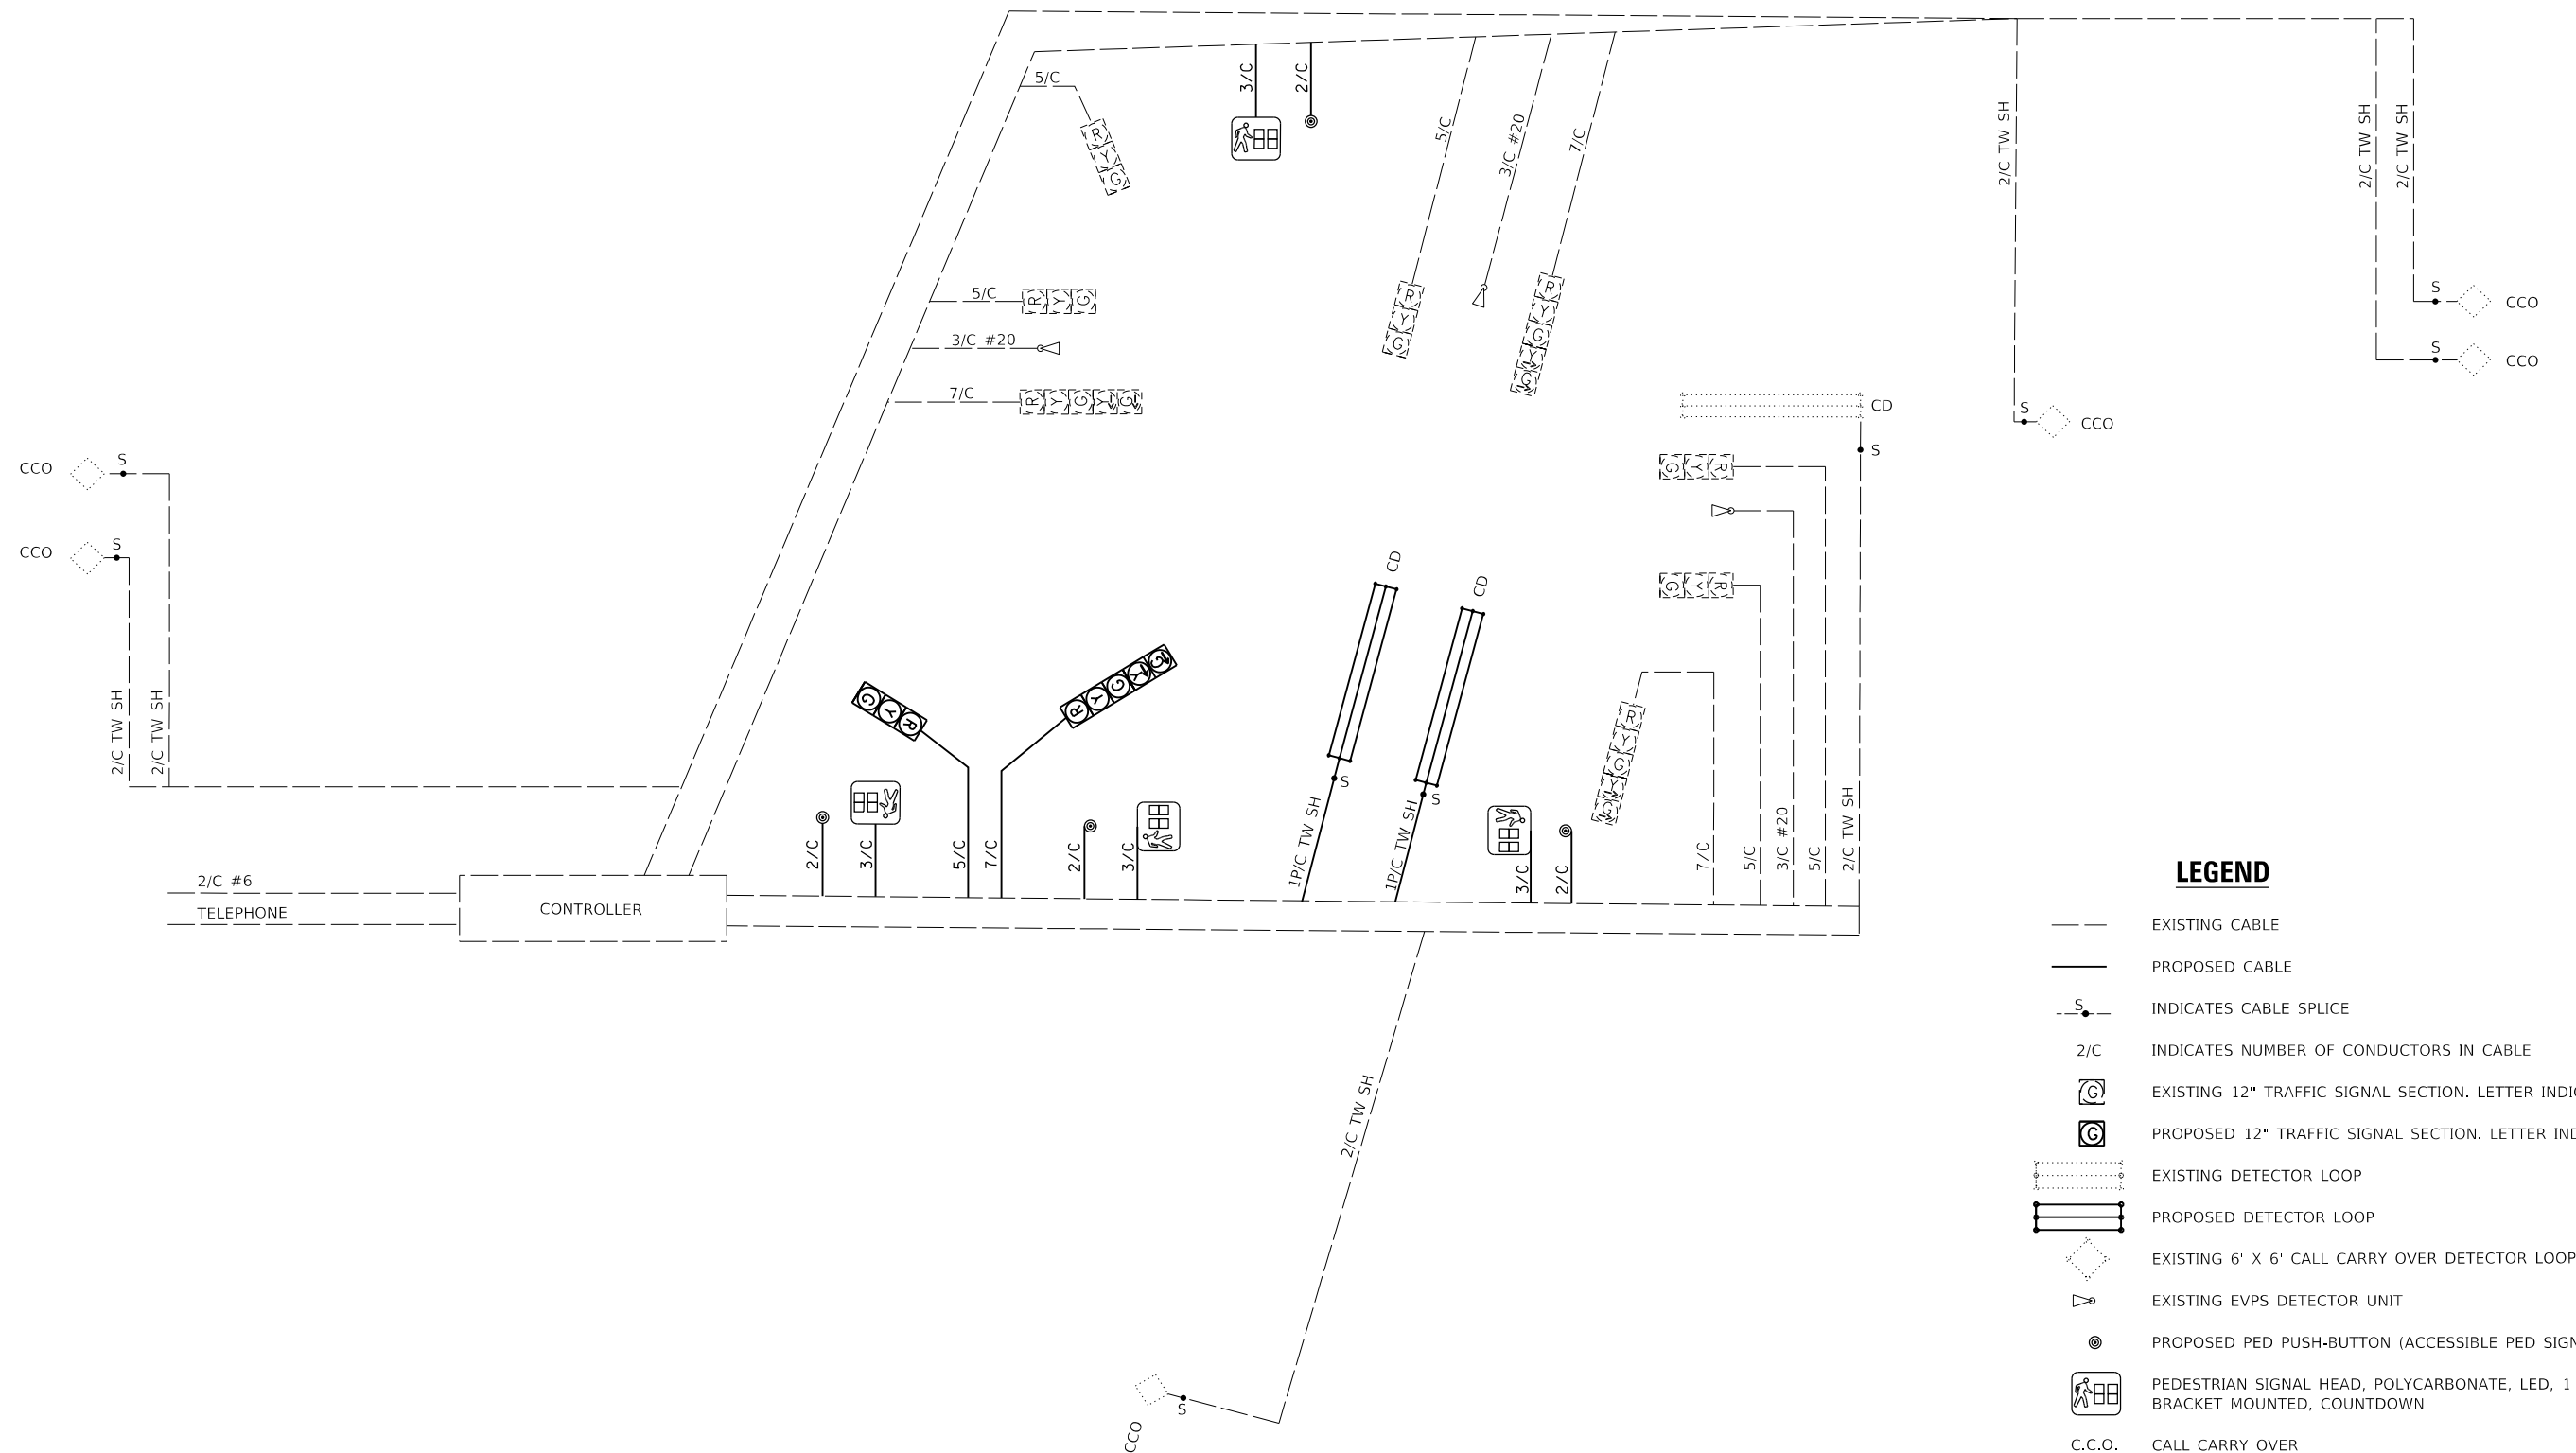 5/C
3/C
2/C
5/C
3/C #20
7/C
2/C TW SH
2/C TW SH
2/C TW SH
R
Y
G
5/C
R Y G
3/C #20
7/C
R Y G Y G
R
Y
G
R
Y
G
Y
G
S
CCO
S
CCO
S
CCO
CD
S
G Y R
G Y R
CCO
S
CCO
S
2/C TW SH
2/C TW SH
CD
CD
G Y R
R Y G Y G
R
Y
G
Y
G
S
S
2/C
3/C
5/C
7/C
2/C
3/C
1P/C TW SH
1P/C TW SH
3/C
2/C
7/C
5/C
3/C #20
5/C
2/C TW SH
2/C #6
TELEPHONE
CONTROLLER
2/C TW SH
S
CCO
LEGEND
EXISTING CABLE
PROPOSED CABLE
S INDICATES CABLE SPLICE
2/C INDICATES NUMBER OF CONDUCTORS IN CABLE
G EXISTING 12" TRAFFIC SIGNAL SECTION. LETTER
G PROPOSED 12" TRAFFIC SIGNAL SECTION. LETTER
EXISTING DETECTOR LOOP
PROPOSED DETECTOR LOOP
EXISTING 6' X 6' CALL CARRY OVER DETECTOR LOOP
EXISTING EVPS DETECTOR UNIT
PROPOSED PED PUSH-BUTTON (ACCESSIBLE PED
PEDESTRIAN SIGNAL HEAD, POLYCARBONATE, LED, 1
BRACKET MOUNTED, COUNTDOWN
C.C.O. CALL CARRY OVER